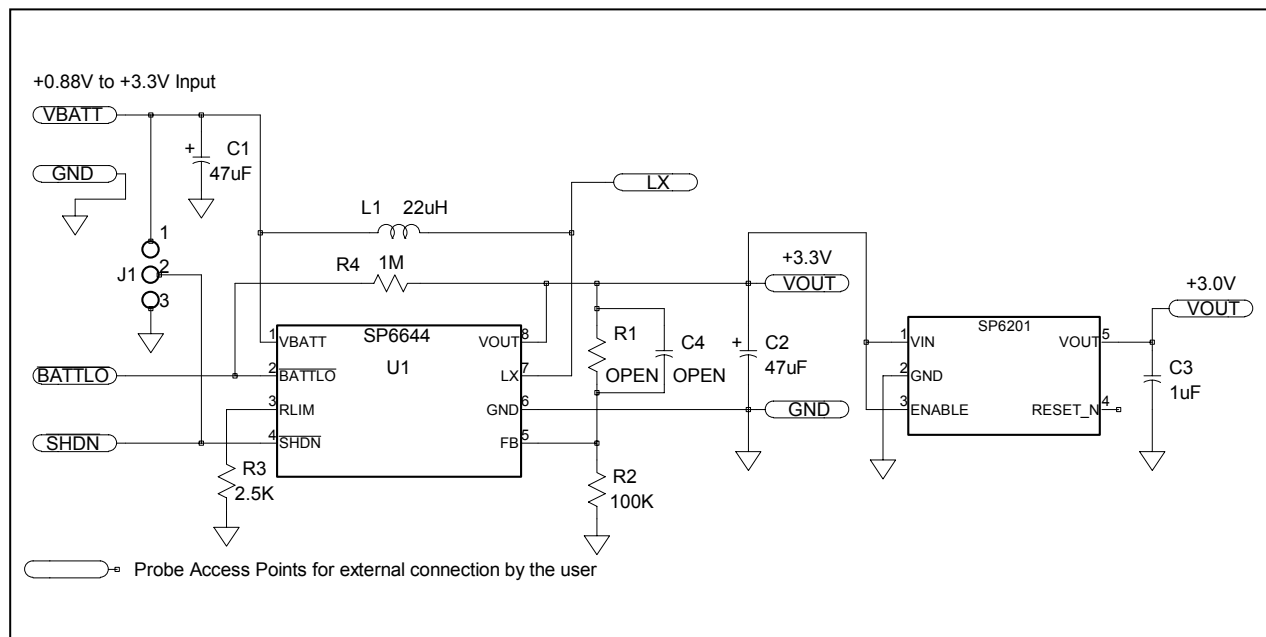 +0.88V to +3.3V Input
VBATT
GND
+
C1
47uF
LX
L1 22uH
1
J1
2
3
R4
1M
+3.3V
VOUT
+3.0V
VOUT
SP6644
U1
1
VBATT
2
BATTLO
3
RLIM
4
SHDN
VOUT
8
LX
7
GND
6
FB
5
BATTLO
SHDN
R1
OPEN
C4
OPEN
+
C2
47uF
GND
SP6201
1
VIN
2
GND
3
ENABLE
VOUT
5
RESET_N
4
C3
1uF
R3
2.5K
R2
100K
Probe Access Points for external connection by the user